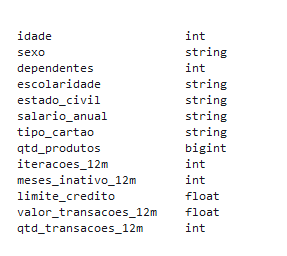 idade int
sexo string
dependentes int
escolaridade string
estado_civil string
salario_anual string
tipo_cartao string
qtd_produtos bigint
iteracoes_12m int
meses_inativo_12m int
limite_credito float
valor_transacoes_12m float
qtd_transacoes_12m int